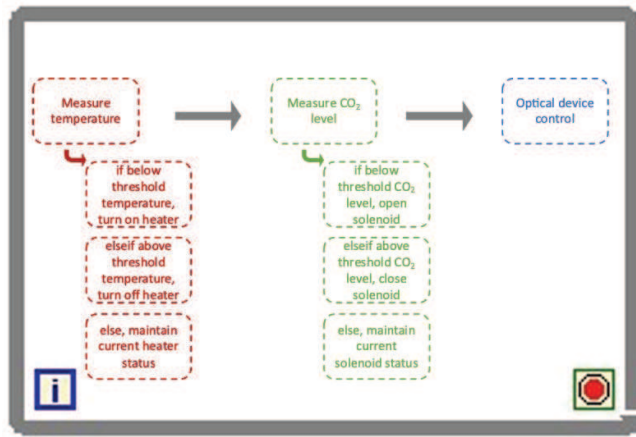 Measure
temperature
Measure CO₂
level
Optical device
control
if below
threshold
temperature,
turn on heater
elseif above
threshold
temperature,
turn off heater
else, maintain
current heater
status
if below
threshold CO₂
level, open
solenoid
elseif above
threshold CO₂
level, close
solenoid
else, maintain
current
solenoid status
i